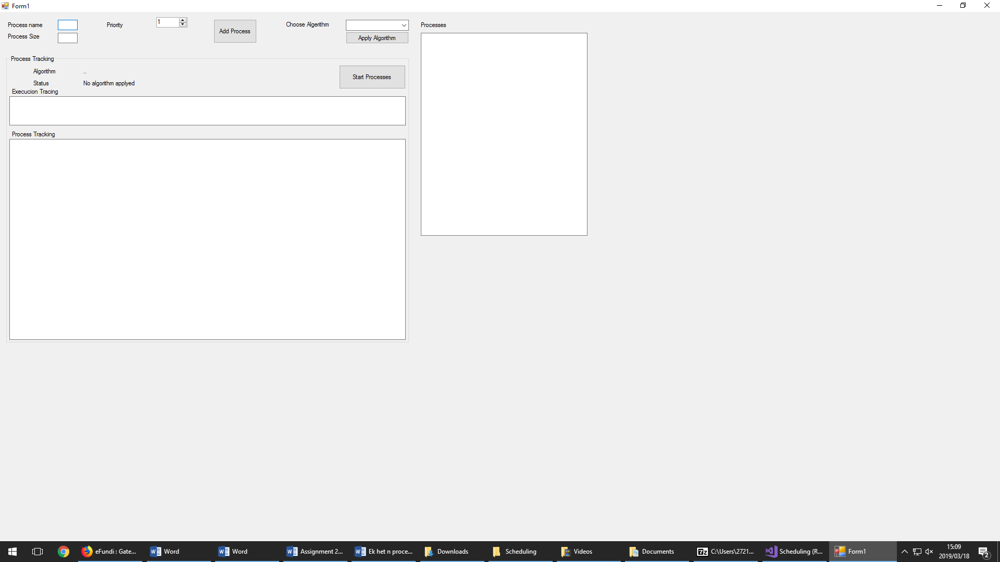 Form1
Process name
Priority
1
Add Process
Choose Algorithm
Processes
Process Size
Apply Algorithm
Process Tracking
Algorithm
..
Start Processes
Status
No algorithm applyed
Execucion Tracing
Process Tracking
eFundi : Gate...
Word
Word
Assignment 2...
Ek het n proce...
Downloads
Scheduling
Videos
Documents
7z
C:\Users\2721...
Scheduling (R...
Form1
15:09
2019/03/18
2